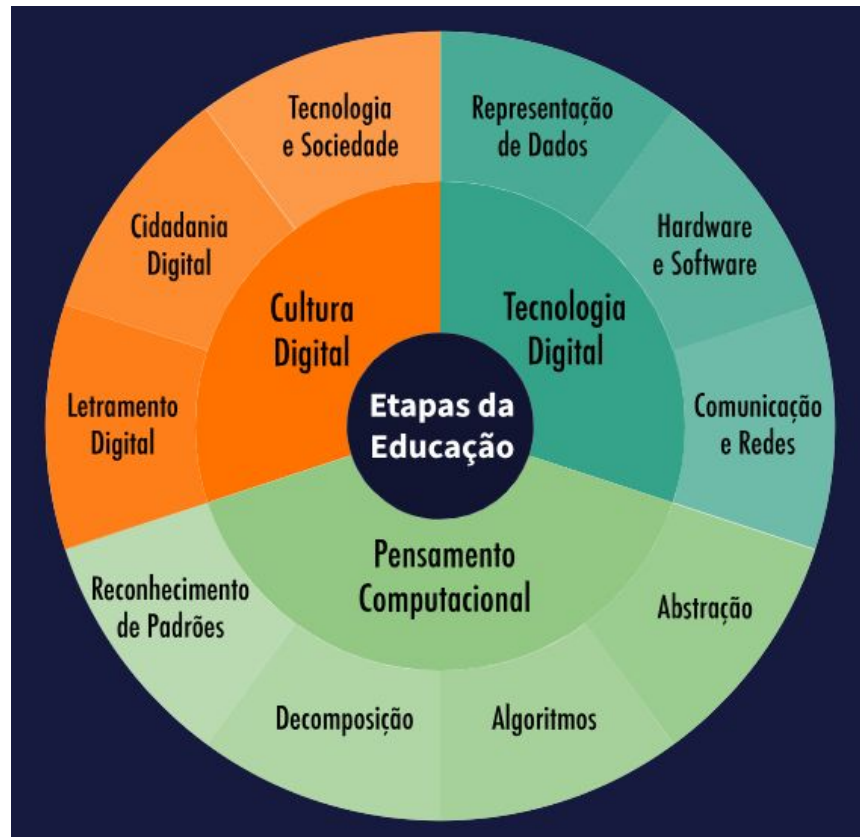 Tecnologia
e Sociedade
Representação
de Dados
Cidadania
Digital
Hardware
e Software
Cultura
Digital
Tecnologia
Digital
Letramento
Digital
Etapas da
Educação
Comunicação
e Redes
Pensamento
Computacional
Reconhecimento
de Padrões
Abstração
Decomposição
Algoritmos